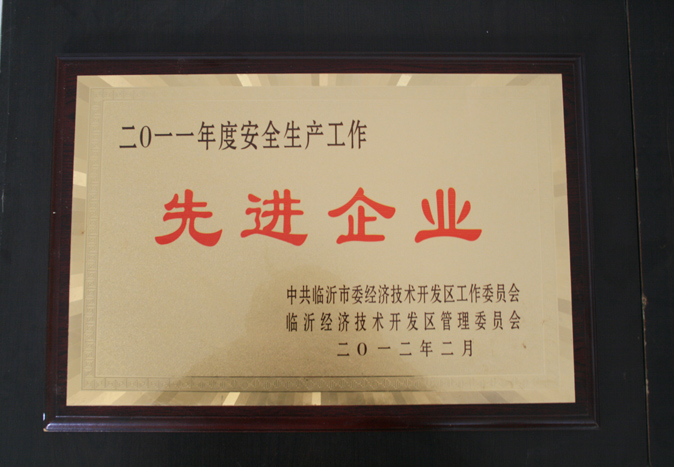 二〇一一年度安全生产工作
先进企业
中共临沂市委经济技术开发区工作委员会
临沂经济技术开发区管理委员会
二〇一二年二月